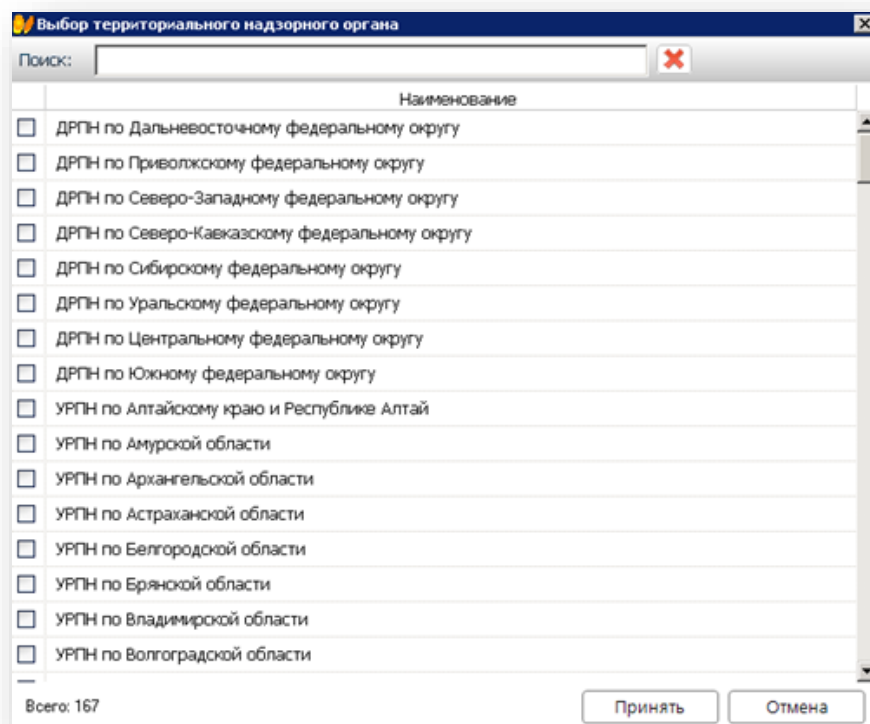 Выбор территориального надзорного органа
Поиск:
Наименование
ДРПН по Дальневосточному федеральному округу
ДРПН по Приволжскому федеральному округу
ДРПН по Северо-Западному федеральному округу
ДРПН по Северо-Кавказскому федеральному округу
ДРПН по Сибирскому федеральному округу
ДРПН по Уральскому федеральному округу
ДРПН по Центральному федеральному округу
ДРПН по Южному федеральному округу
УРПН по Алтайскому краю и Республике Алтай
УРПН по Амурской области
УРПН по Архангельской области
УРПН по Астраханской области
УРПН по Белгородской области
УРПН по Брянской области
УРПН по Владимирской области
УРПН по Волгоградской области
Всего: 167 Принять Отмена